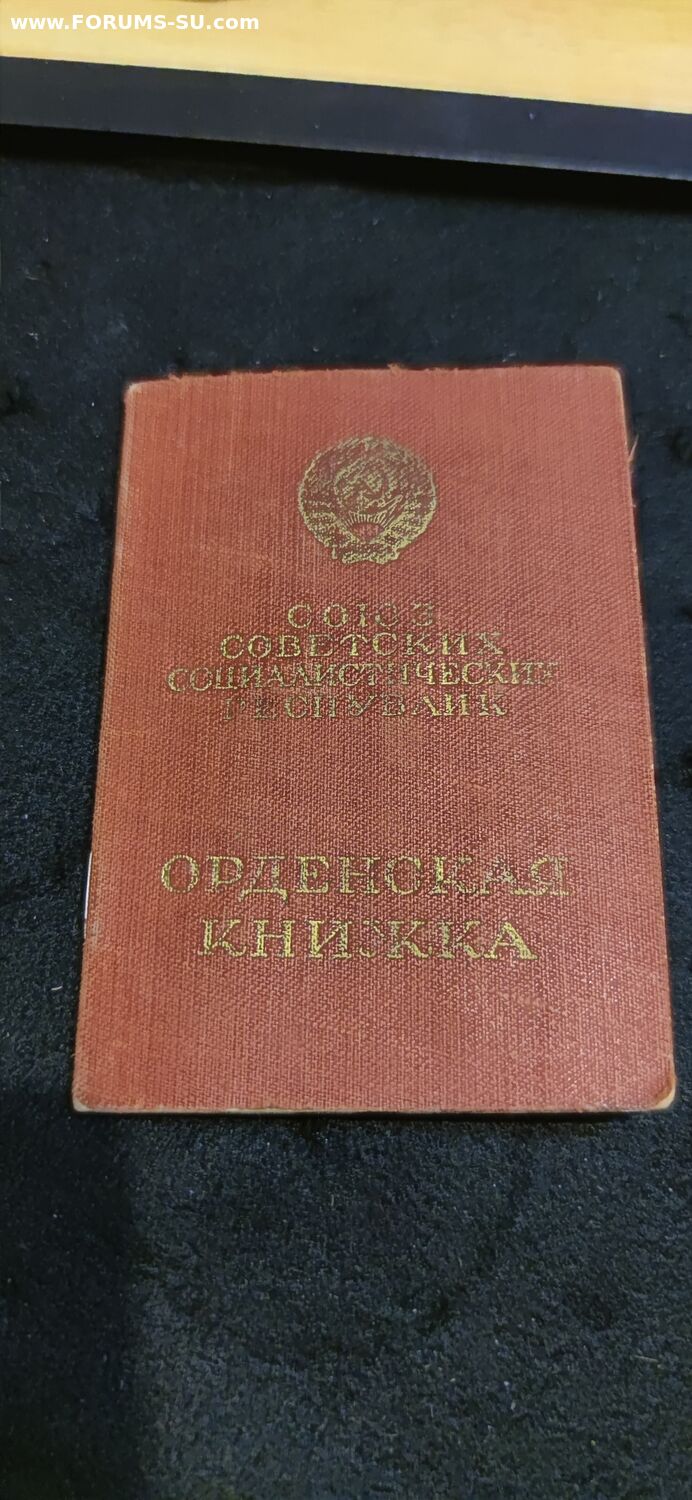 www.FORUMS-SU.com
СОЮЗ
СОВЕТСКИХ
СОЦИАЛИСТИЧЕСКИХ
РЕСПУБЛИК
ОРДЕНСКАЯ
КНИЖКА